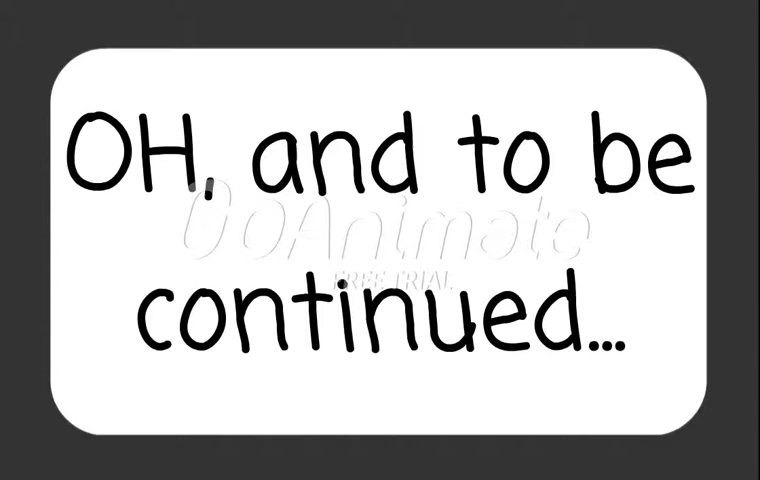 OH, and to be
GoAnimate
FREE TRIAL
continued...